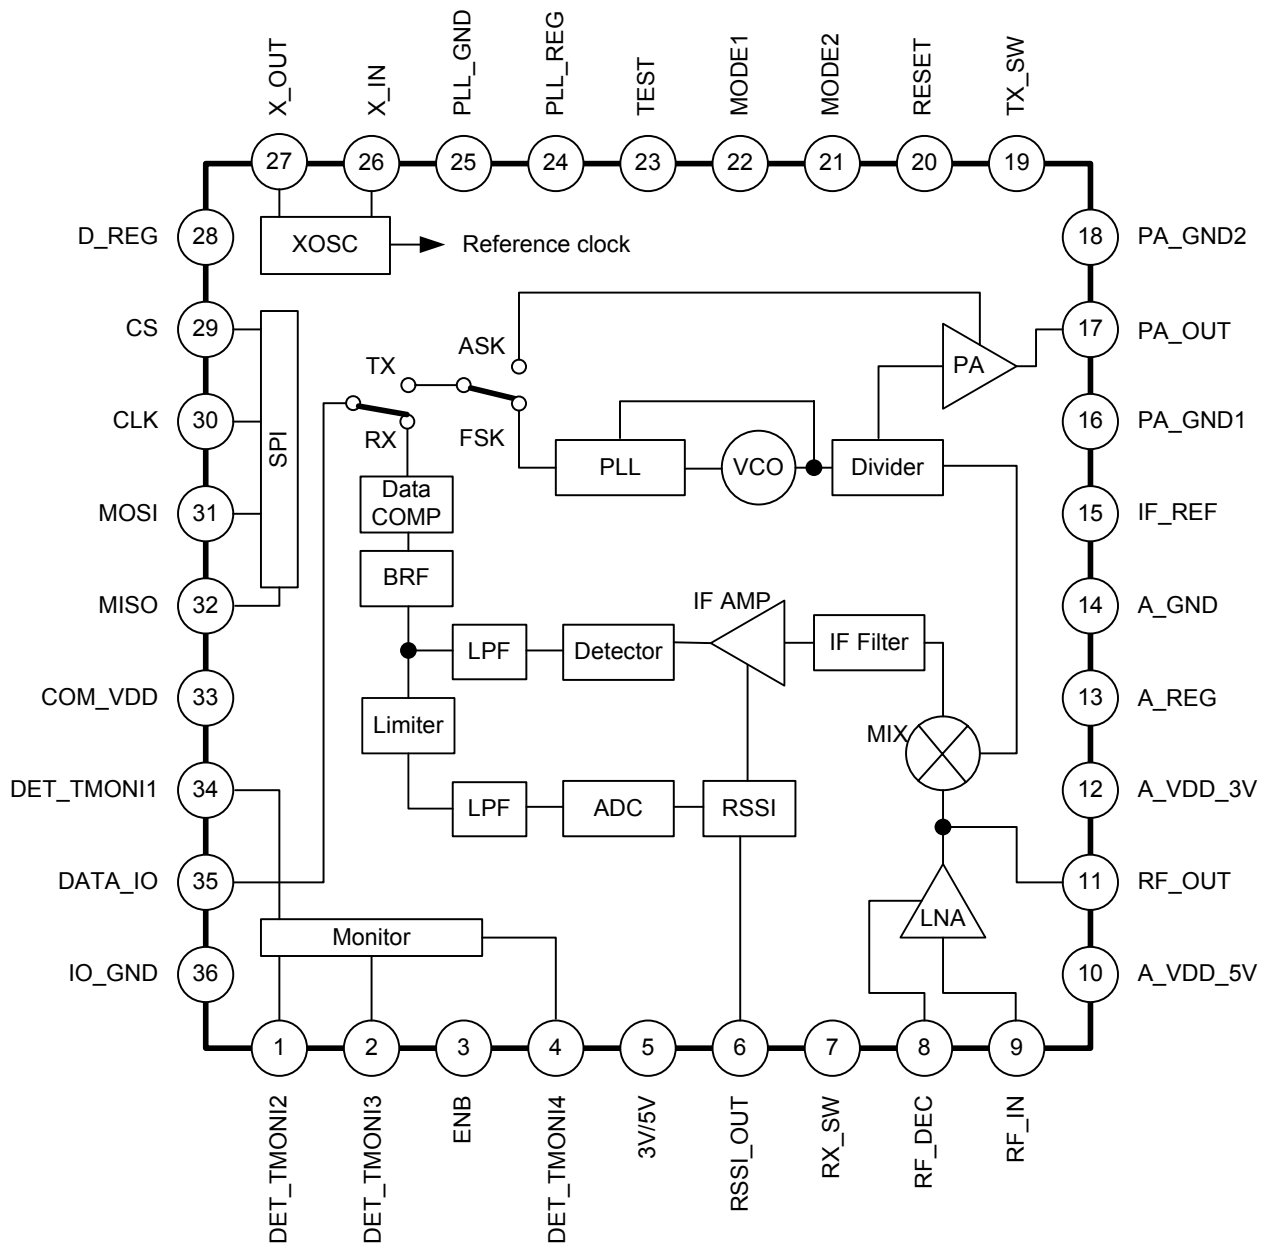 X_OUT
X_IN
PLL_GND
PLL_REG
TEST
MODE1
MODE2
RESET
TX_SW
27
26
25
24
23
22
21
20
19
D_REG
28
XOSC
Reference clock
18
PA_GND2
CS
29
ASK
TX
PA
17
PA_OUT
CLK
30
SPI
RX
FSK
16
PA_GND1
PLL
VCO
Divider
Data
COMP
MOSI
31
15
IF_REF
BRF
MISO
32
IF AMP
14
A_GND
LPF
Detector
IF Filter
COM_VDD
33
13
A_REG
Limiter
MIX
DET_TMONI1
34
LPF
ADC
RSSI
12
A_VDD_3V
DATA_IO
35
LNA
11
RF_OUT
Monitor
IO_GND
36
10
A_VDD_5V
1
2
3
4
5
6
7
8
9
DET_TMONI2
DET_TMONI3
ENB
DET_TMONI4
3V/5V
RSSI_OUT
RX_SW
RF_DEC
RF_IN